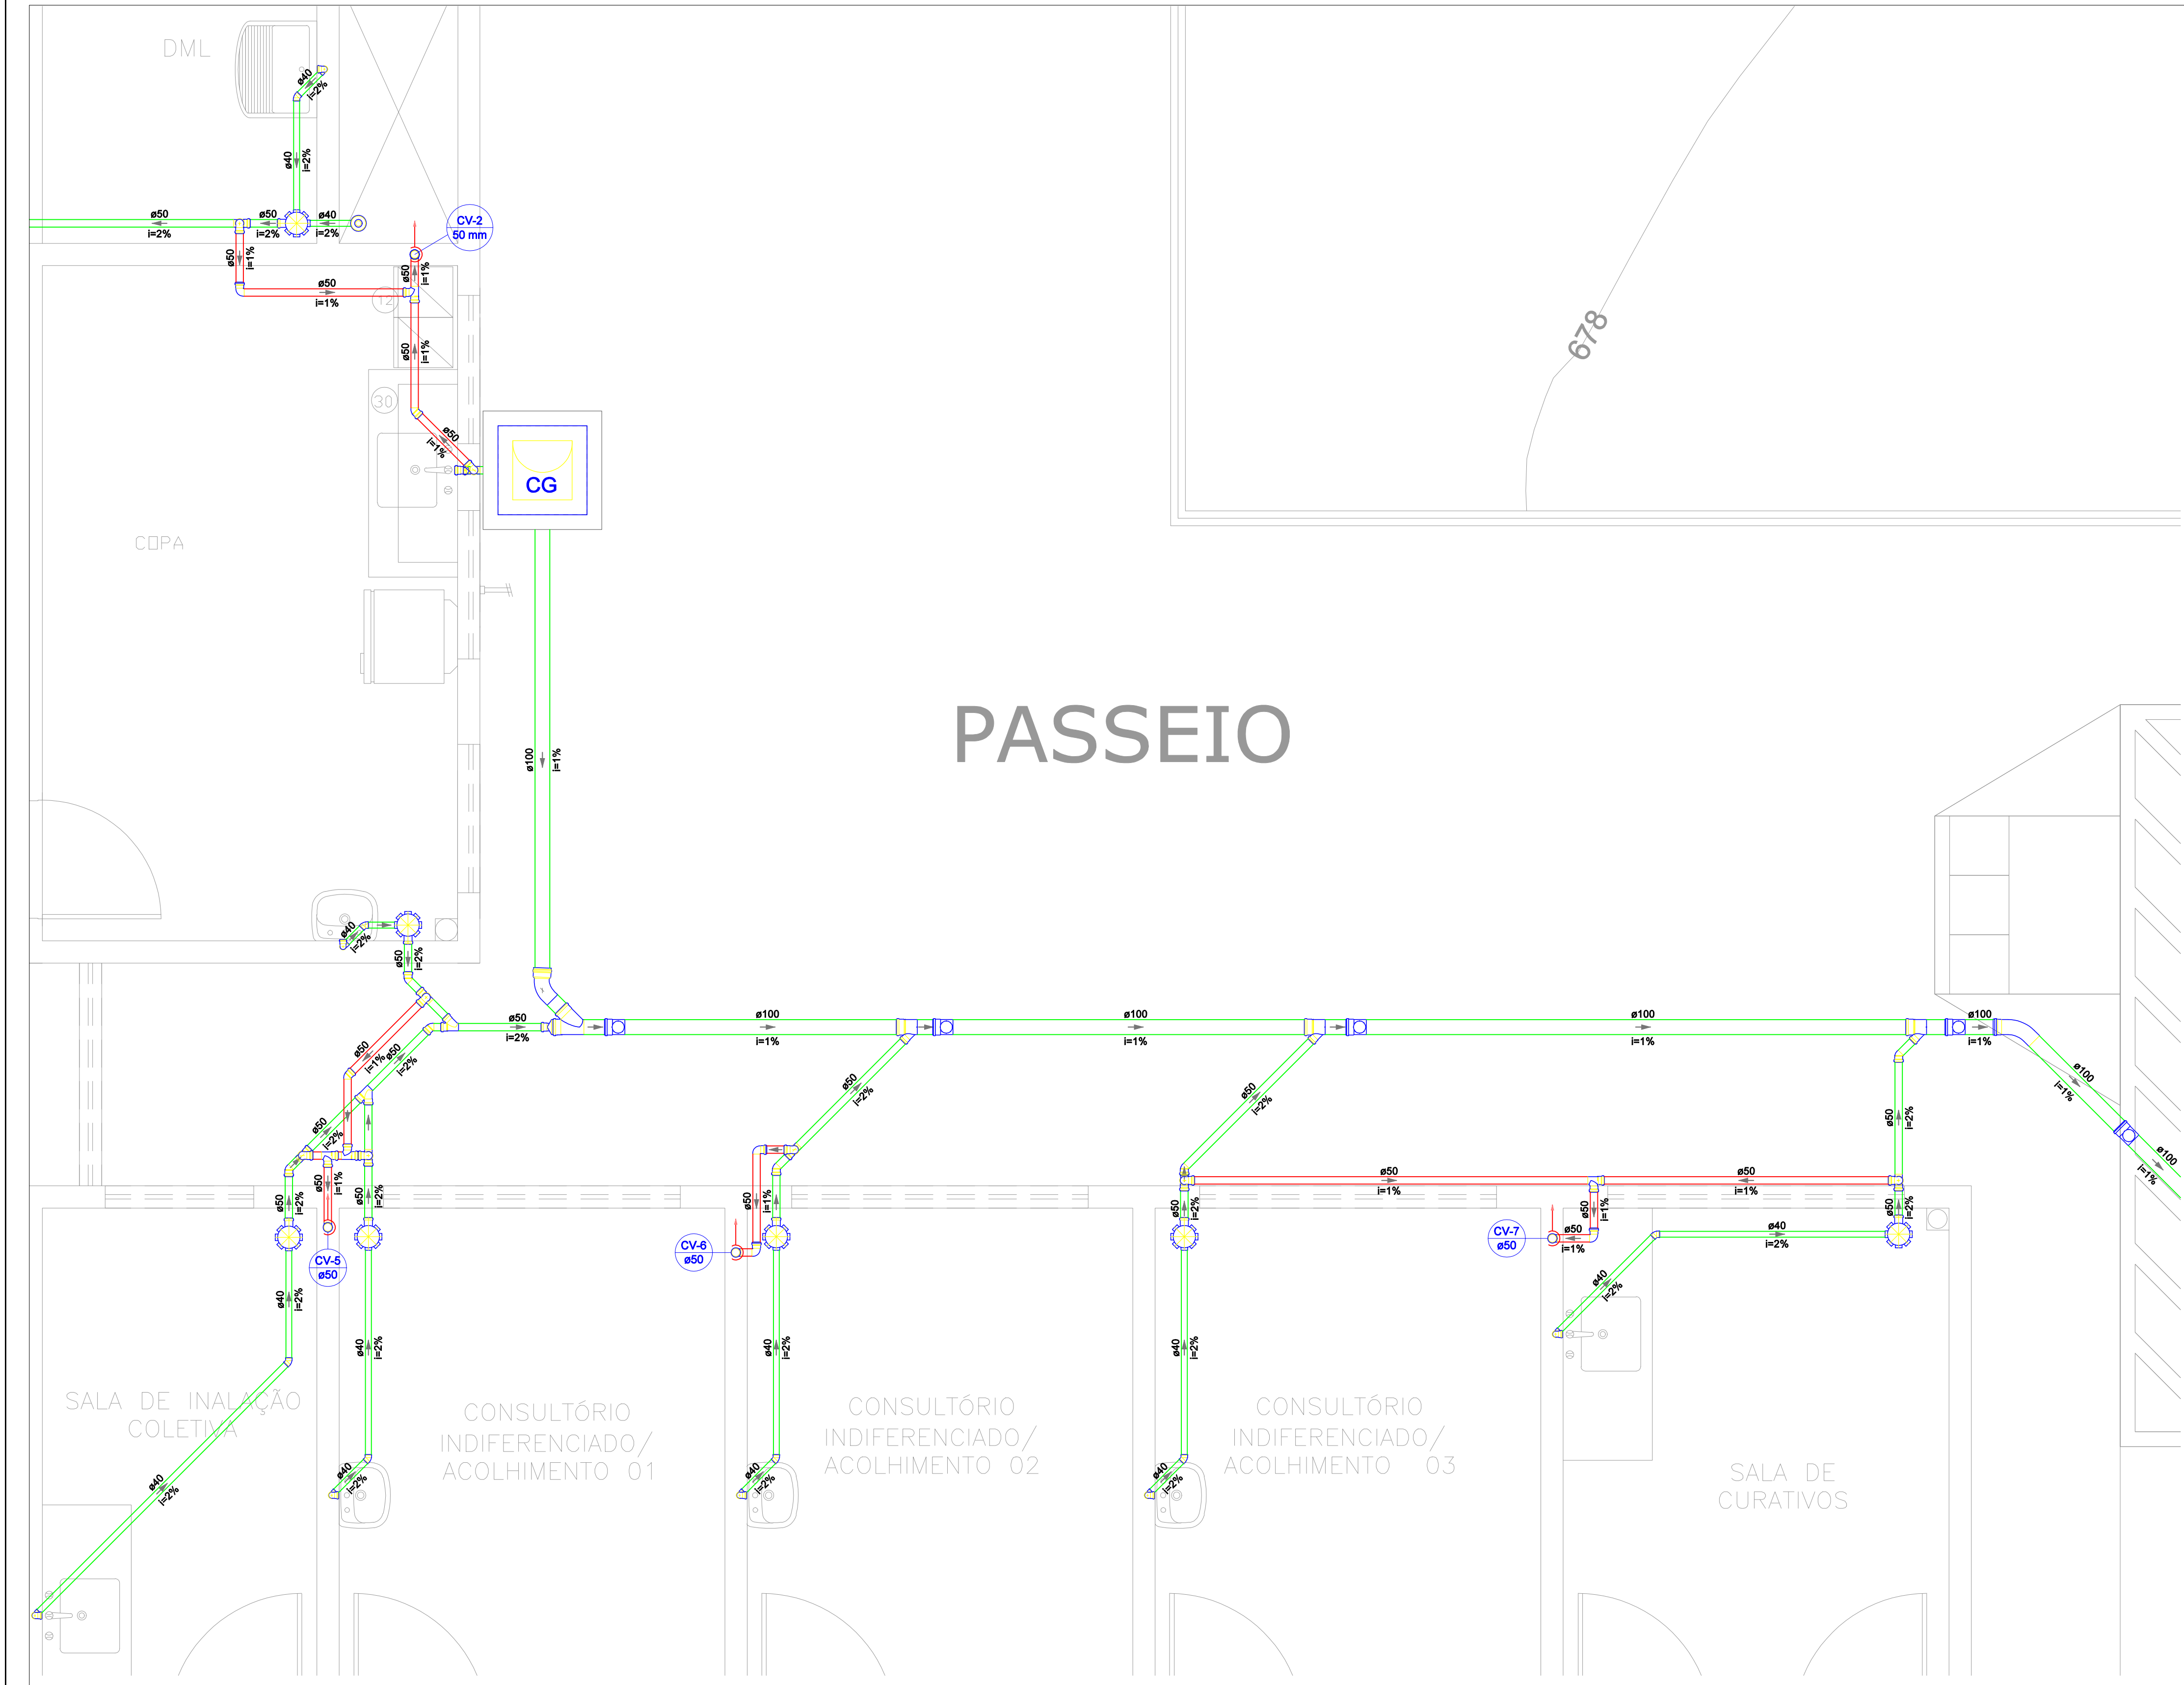 DML
ø40
i=2%
ø40
i=2%
ø50
i=2%
ø50
i=2%
ø40
i=2%
CV-2
50 mm
ø50
i=1%
ø50
i=1%
ø50
i=1%
12
ø50
i=1%
678
30
ø50
i=1%
CG
COPA
PASSEIO
ø100
i=1%
ø40
i=2%
ø50
i=2%
ø50
i=2%
ø100
i=1%
ø100
i=1%
ø100
i=1%
ø100
i=1%
ø100
i=1%
ø100
i=1%
ø50
i=1%
ø50
i=2%
ø50
i=2%
ø50
i=2%
ø50
i=2%
ø50
i=2%
ø50
i=1%
ø50
i=1%
ø50
i=1%
ø50
i=2%
ø50
i=2%
ø50
i=1%
ø50
i=2%
ø50
i=1%
ø50
i=2%
ø50
i=1%
CV-5
ø50
CV-6
ø50
CV-7
ø50
ø40
i=2%
ø40
i=2%
ø40
i=2%
ø40
i=2%
ø40
i=2%
ø40
i=2%
SALA DE INALAÇÃO
COLETIVA
CONSULTÓRIO
INDIFERENCIADO/
ACOLHIMENTO 01
CONSULTÓRIO
INDIFERENCIADO/
ACOLHIMENTO 02
CONSULTÓRIO
INDIFERENCIADO/
ACOLHIMENTO 03
SALA DE
CURATIVOS
ø40
i=2%
ø40
i=2%
ø40
i=2%
ø40
i=2%